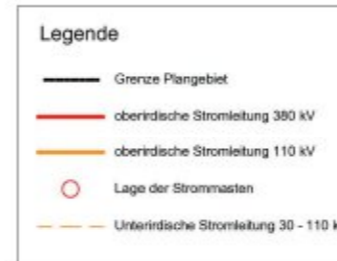 Legende
Grenze Plangebiet
oberirdische Stromleitung 380 kV
oberirdische Stromleitung 110 kV
Lage der Strommasten
Unterirdische Stromleitung 30 - 110 k